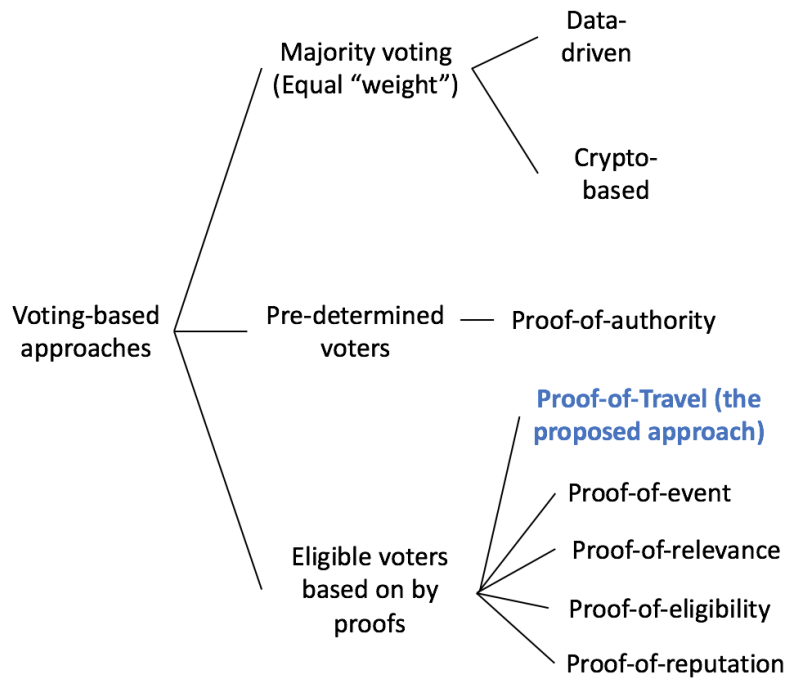 Data-
driven
Majority voting
(Equal “weight”)
Crypto-
based
Voting-based
approaches
Pre-determined
voters
Proof-of-authority
Proof-of-Travel (the
proposed approach)
Proof-of-event
Eligible voters
based on by
proofs
Proof-of-relevance
Proof-of-eligibility
Proof-of-reputation